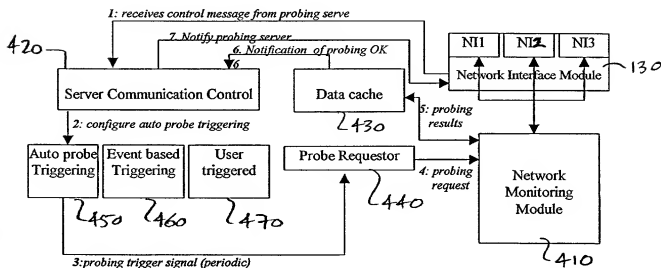 1: receives control message from probing serve
420
7. Notify probing server
6. Notification of probing OK
6
NI1 NI2 NI3
Network Interface Module
130
Server Communication Control
Data cache
430
2: configure auto probe triggering
5: probing results
Auto probe Triggering
Event based Triggering
User triggered
Probe Requestor
4: probing request
Network Monitoring Module
450
460
470
440
410
3:probing trigger signal (periodic)